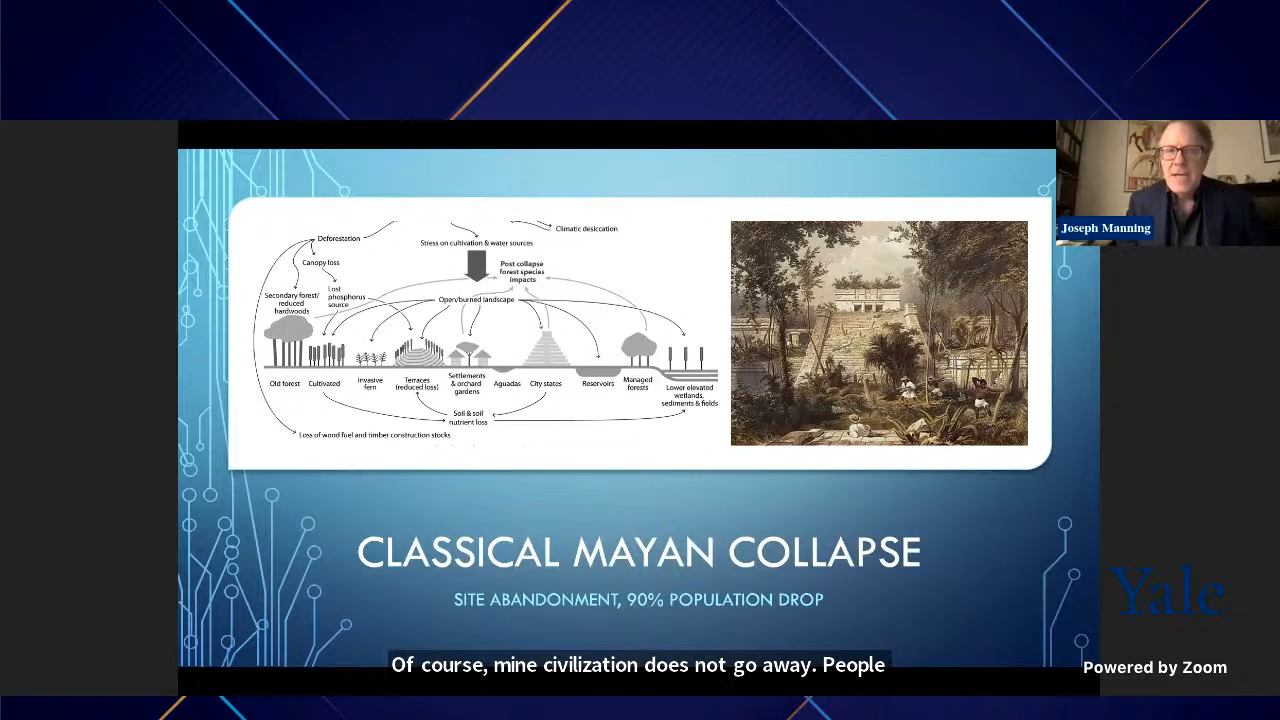 Climatic desiccation
Deforestation
Stress on cultivation & water sources
Canopy loss
Post collapse
forest species
impacts
Lost
phosphorus
source
Secondary forest/
reduced
hardwoods
Open/burned landscape
Old forest
Cultivated
Invasive
fern
Terraces
(reduced loss)
Settlements
& orchard
gardens
Aguadas
City states
Reservoirs
Managed
forests
Lower elevated
wetlands,
sediments & fields
Soil & soil
nutrient loss
Loss of wood fuel and timber construction stocks
Joseph Manning
CLASSICAL MAYAN COLLAPSE
SITE ABANDONMENT, 90% POPULATION DROP
Yale
Of course, mine civilization does not go away. People
Powered by Zoom